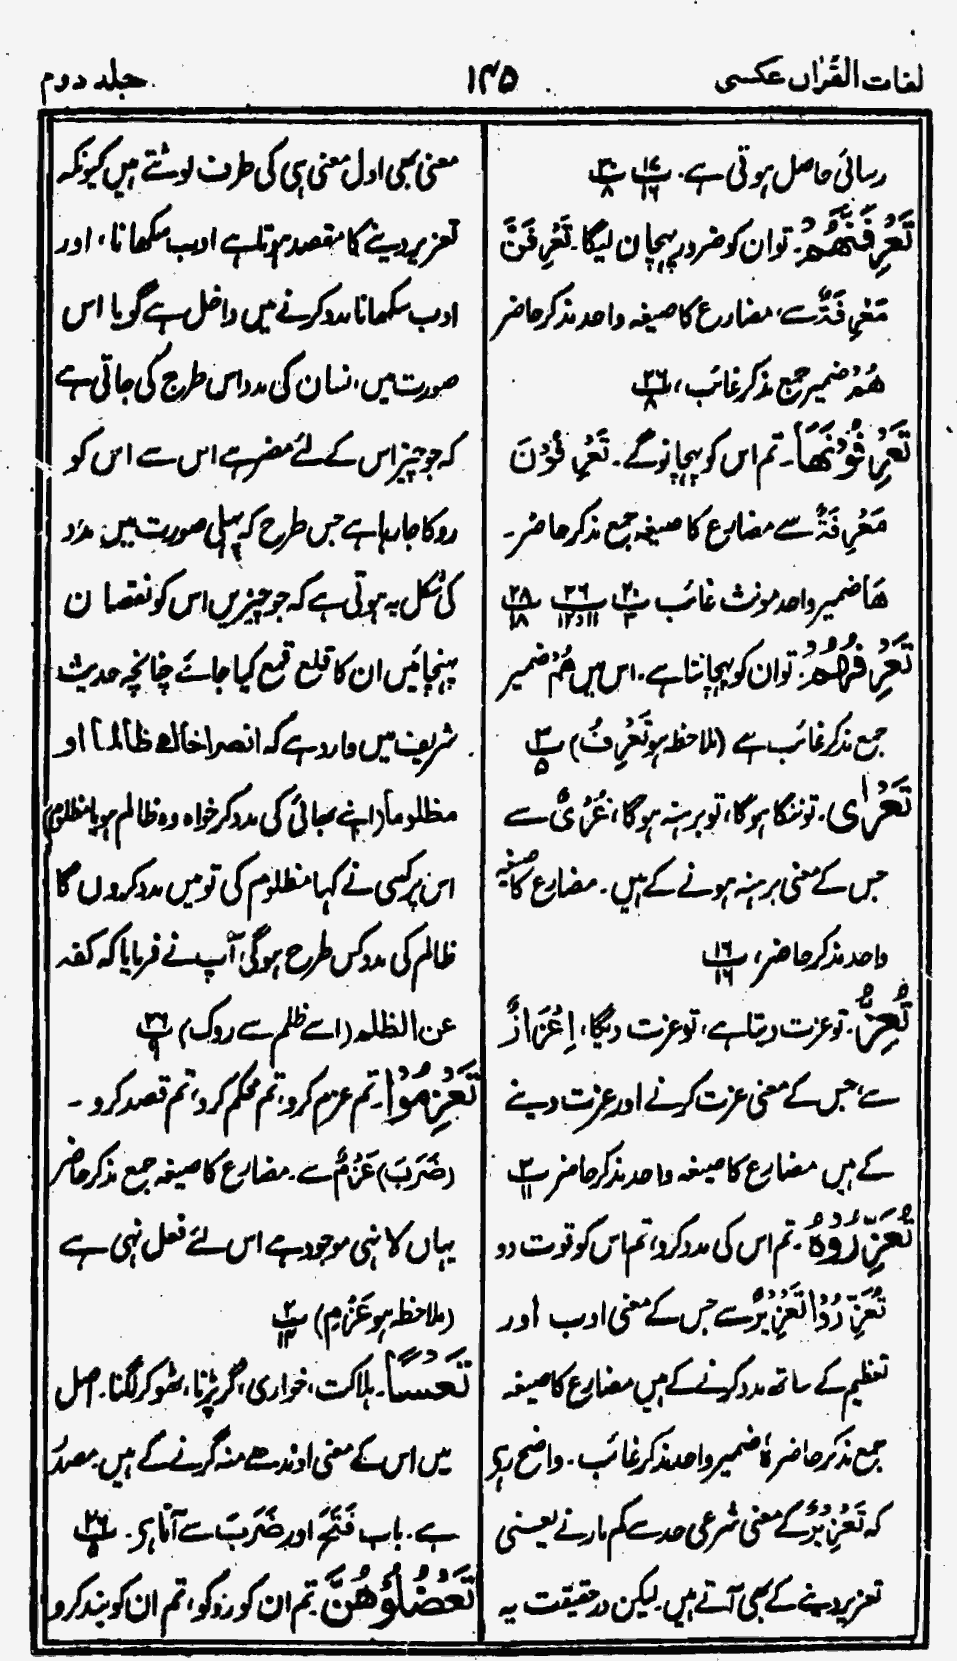 لغات القرآن عکسی ۱۴۵ جلد دوم
رسائی حاصل ہوتی ہے۔ پ۱۷/۱۶ پ۳۰/۸
تَعْرِفَنَّهُمْ۔ تو ان کو ضرور پہچان لیگا۔ تَعْرِفَنَّ
مَعْرِفَةٌ سے، مضارع کا صیغہ واحد مذکر حاضر
هُمْ ضمیر جمع مذکر غائب، پ۲۶/۸
تَعْرِفُوْنَهَا۔ تم اس کو پہچانو گے۔ تَعْرِفُوْنَ
مَعْرِفَةٌ سے مضارع کا صیغہ جمع مذکر حاضر۔
هَا ضمیر واحد مونث غائب پ۲۰/۳ پ۲۶/۱۱و۱۲ پ۲۸/۱۸
تَعْرِفُهُمْ۔ تو ان کو پہچانتا ہے۔ اس میں هُمْ ضمیر
جمع مذکر غائب ہے (ملاحظہ ہو تَعْرِفُ) پ۳/۵
تَعْرٰی۔ تو ننگا ہوگا، تو برہنہ ہوگا، عُرْیٌ سے
جس کے معنی برہنہ ہونے کے ہیں۔ مضارع کا صیغہ
واحد مذکر حاضر، پ۱۶/۱۶
تُعِزُّ۔ تو عزت دیتا ہے، تو عزت دیگا، اِعْزَازٌ
سے، جس کے معنی عزت کرنے اور عزت دینے
کے ہیں مضارع کا صیغہ واحد مذکر حاضر پ۳/۱۱
تُعَزِّرُوْهُ۔ تم اس کی مدد کرو، تم اس کو قوت دو
تُعَزِّرُوْا تَعْزِیْرٌ سے جس کے معنی ادب اور
تعظیم کے ساتھ مدد کرنے کے ہیں مضارع کا صیغہ
جمع مذکر حاضر هُ ضمیر واحد مذکر غائب۔ واضح رہے
کہ تَعْزِیْرٌ کے معنی شرعی حد سے کم مارنے یعنی
تعزیر دینے کے بھی آتے ہیں۔ لیکن درحقیقت یہ
معنی بھی اول معنی ہی کی طرف لوٹتے ہیں کیونکہ
تعزیر دینے کا مقصد ہوتا ہے ادب سکھانا، اور
ادب سکھانا مدد کرنے میں داخل ہے گویا اس
صورت میں انسان کی مدد اس طرح کی جاتی ہے
کہ جو چیز اس کے لئے مضر ہے اس سے اس کو
روکا جا رہا ہے جس طرح کہ پہلی صورت میں مدد
کی شکل یہ ہوتی ہے کہ جو چیزیں اس کو نقصان
پہنچائیں ان کا قلع قمع کیا جائے چنانچہ حدیث
شریف میں وارد ہے کہ انصر اخاك ظالماً او
مظلوماً (اپنے بھائی کی مدد کر خواہ وہ ظالم ہو یا مظلوم)
اس پر کسی نے کہا مظلوم کی تو میں مدد کروں گا
ظالم کی مدد کس طرح ہوگی آپ نے فرمایا کہ کفہ
عن الظلم (اسے ظلم سے روک) پ۲۶/۹
تَعْزِمُوْا۔ تم عزم کرو، تم محکم کرو، تم قصد کرو۔
(ضَرَبَ) عَزْمٌ سے۔ مضارع کا صیغہ جمع مذکر حاضر
یہاں لا نہی موجود ہے اس لئے فعل نہی ہے
(ملاحظہ ہو عَزْمٌ) پ۲/۱۴
تَعْسًا۔ ہلاکت، خواری، گر پڑنا، ٹھوکر لگنا۔ اصل
میں اس کے معنی اوندھے منہ گرنے کے ہیں۔ مصدر
ہے۔ باب فَتَحَ اور ضَرَبَ سے آتا ہے۔ پ۲۶/۵
تَعْضُلُوْهُنَّ۔ تم ان کو روکو، تم ان کو بند کرو